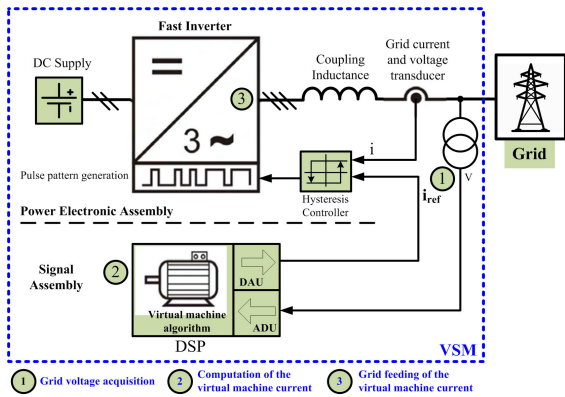 Fast Inverter
DC Supply
Coupling
Inductance
Grid current and
and voltage
transducer
Grid
3
3 ~
Pulse pattern generation
i
Hysteresis
Controller
1
V
iref
Power Electronic Assembly
Signal
Assembly
2
DAU
Virtual machine
algorithm
ADU
DSP
VSM
1 Grid voltage acquisition
2 Computation of the
virtual machine current
3 Grid feeding of the
virtual machine current